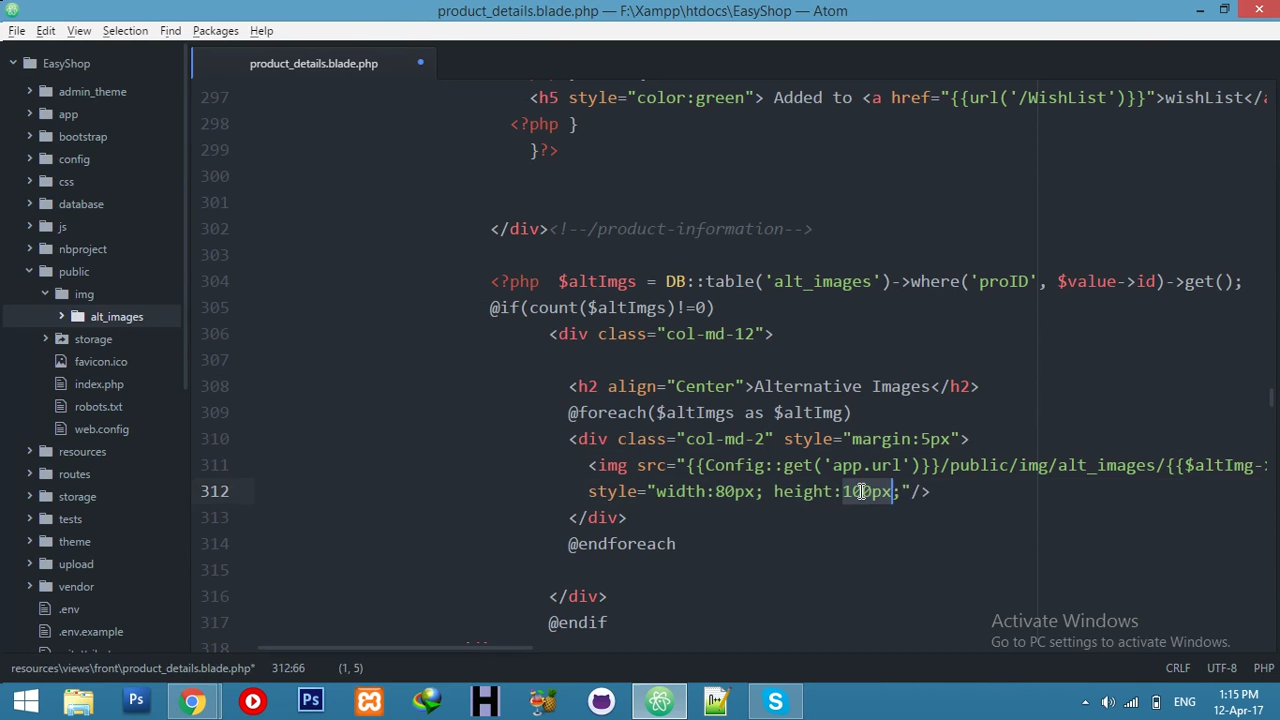 product_details.blade.php — F:\Xampp\htdocs\EasyShop — Atom
File Edit View Selection Find Packages Help
EasyShop
admin_theme
app
bootstrap
config
css
database
js
nbproject
public
img
alt_images
storage
favicon.ico
index.php
robots.txt
web.config
resources
routes
storage
tests
theme
upload
vendor
.env
.env.example
product_details.blade.php
297 <h5 style="color:green"> Added to <a href="{{url('/WishList')}}">wishList</a
298 <?php }
299 }?>
300
301
302 </div><!--/product-information-->
303
304 <?php $altImgs = DB::table('alt_images')->where('proID', $value->id)->get();
305 @if(count($altImgs)!=0)
306 <div class="col-md-12">
307
308 <h2 align="Center">Alternative Images</h2>
309 @foreach($altImgs as $altImg)
310 <div class="col-md-2" style="margin:5px">
311 <img src="{{Config::get('app.url')}}/public/img/alt_images/{{$altImg-
312 style="width:80px; height:100px;"/>
313 </div>
314 @endforeach
315
316 </div>
317 @endif
318
Activate Windows
Go to PC settings to activate Windows.
resources\views\front\product_details.blade.php* 312:66 (1, 5) CRLF UTF-8 PHP
Ps Ps H S ENG 1:15 PM
12-Apr-17